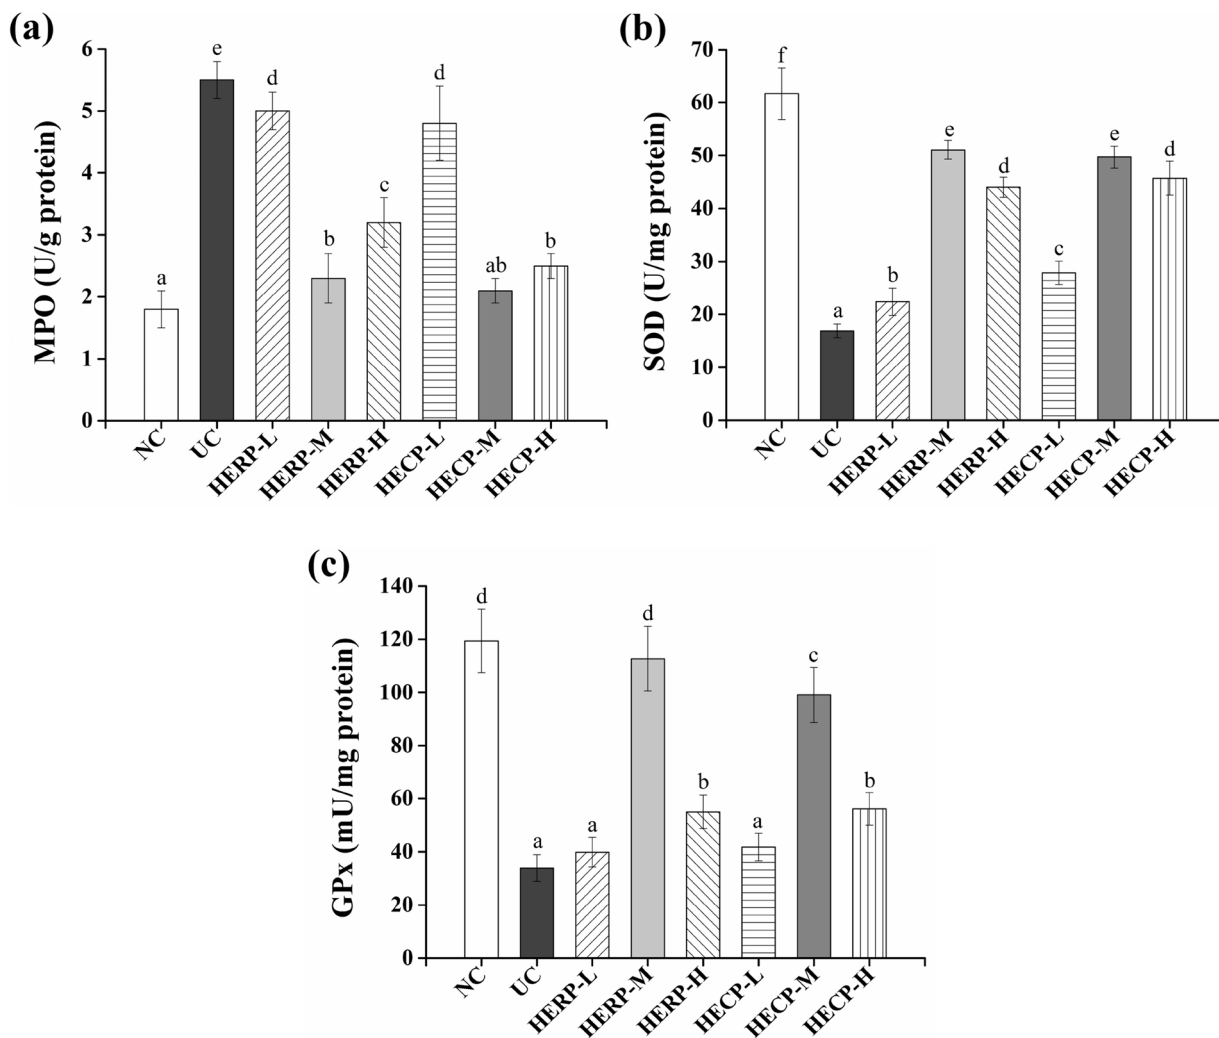 (a)
MPO (U/g protein)
6
5
4
3
2
1
0
a
e
d
b
c
d
ab
b
NC
UC
HERP-L
HERP-M
HERP-H
HECP-L
HECP-M
HECP-H
(b)
SOD (U/mg protein)
70
60
50
40
30
20
10
0
f
a
b
e
d
c
e
d
NC
UC
HERP-L
HERP-M
HERP-H
HECP-L
HECP-M
HECP-H
(c)
GPx (mU/mg protein)
140
120
100
80
60
40
20
0
d
a
a
d
b
a
c
b
NC
UC
HERP-L
HERP-M
HERP-H
HECP-L
HECP-M
HECP-H